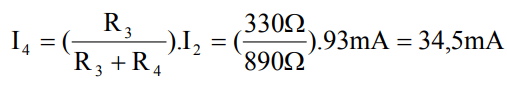 I₄ = (R₃ / (R₃ + R₄)).I₂ = (330Ω / 890Ω).93mA = 34,5mA